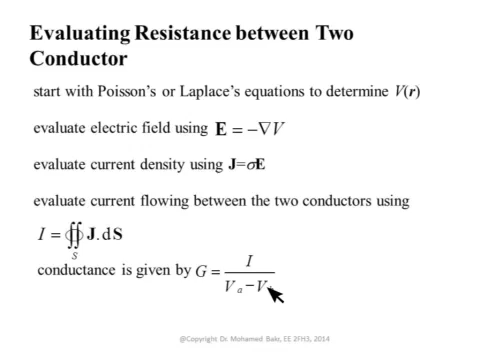 Evaluating Resistance between Two
Conductor
start with Poisson's or Laplace's equations to determine V(r)
evaluate electric field using E = −∇V
evaluate current density using J=σE
evaluate current flowing between the two conductors using
I = ∯ J.dS
S
conductance is given by G = I
V a − V
@Copyright Dr. Mohamed Bakr, EE 2FH3, 2014